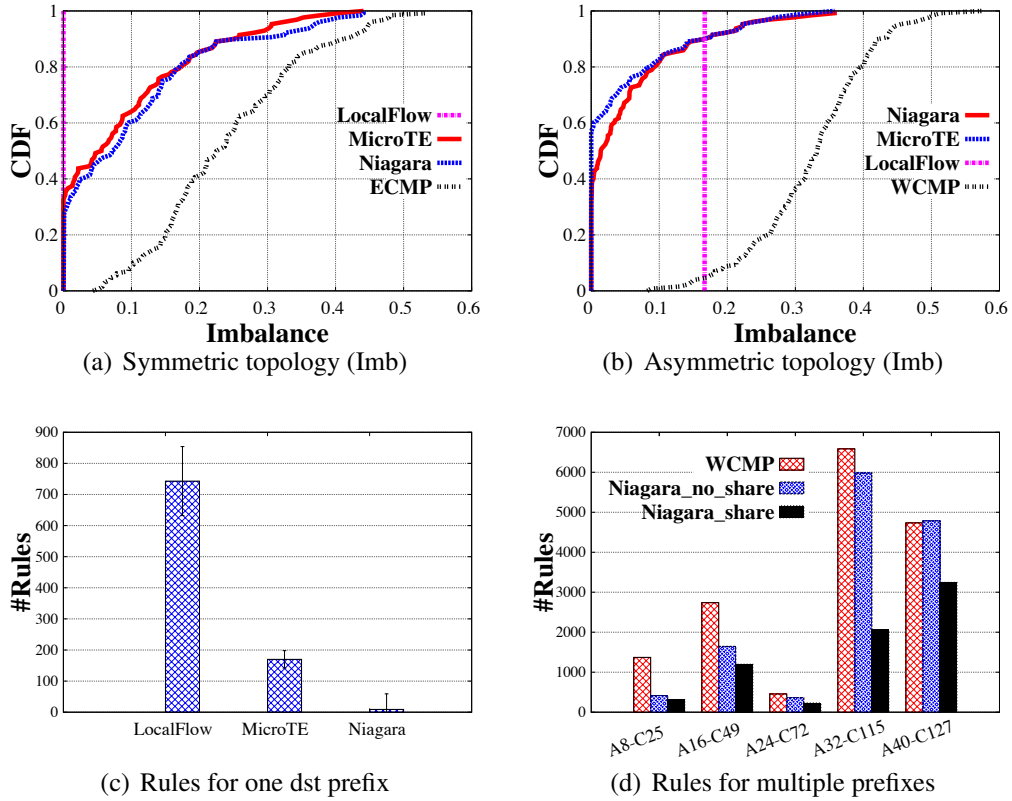 1
0.8
0.6
0.4
0.2
0
CDF
0 0.1 0.2 0.3 0.4 0.5 0.6
Imbalance
LocalFlow
MicroTE
Niagara
ECMP
(a) Symmetric topology (Imb)
1
0.8
0.6
0.4
0.2
0
CDF
0 0.1 0.2 0.3 0.4 0.5 0.6
Imbalance
Niagara
MicroTE
LocalFlow
WCMP
(b) Asymmetric topology (Imb)
900
800
700
600
500
400
300
200
100
0
#Rules
LocalFlow MicroTE Niagara
(c) Rules for one dst prefix
7000
6000
5000
4000
3000
2000
1000
0
#Rules
WCMP
Niagara_no_share
Niagara_share
A8-C25 A16-C49 A24-C72 A32-C115 A40-C127
(d) Rules for multiple prefixes